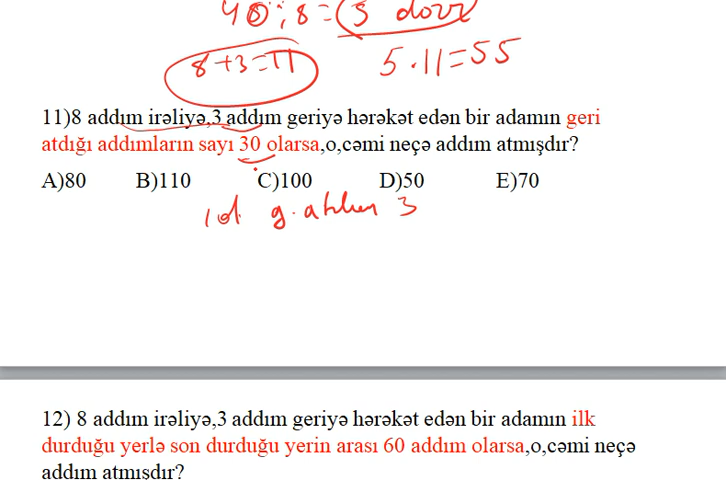 40 : 8 = 5 dövr
8+3=11 5·11=55
11)8 addım irəliyə,3 addım geriyə hərəkət edən bir adamın geri
atdığı addımların sayı 30 olarsa,o,cəmi neçə addım atmışdır?
A)80 B)110 C)100 D)50 E)70
1 d. g. atılan 3
12) 8 addım irəliyə,3 addım geriyə hərəkət edən bir adamın ilk
durduğu yerlə son durduğu yerin arası 60 addım olarsa,o,cəmi neçə
addım atmışdır?